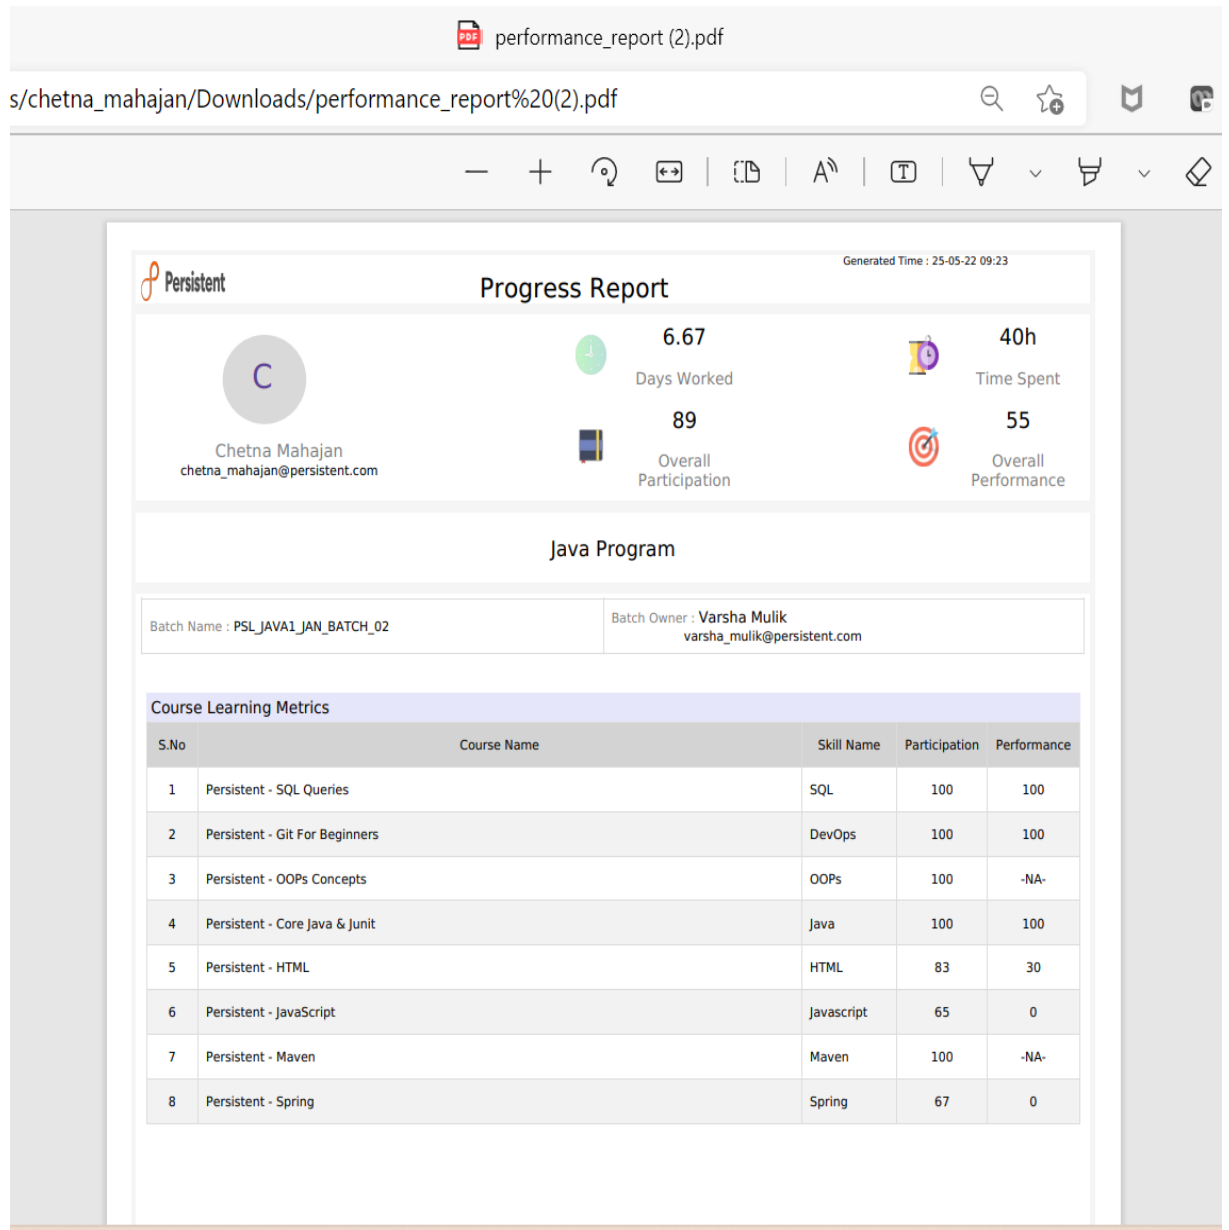 performance_report (2).pdf
s/chetna_mahajan/Downloads/performance_report%20(2).pdf
Persistent
Progress Report
Generated Time : 25-05-22 09:23
C
Chetna Mahajan
chetna_mahajan@persistent.com
6.67
Days Worked
40h
Time Spent
89
Overall
Participation
55
Overall
Performance
Java Program
Batch Name : PSL_JAVA1_JAN_BATCH_02
Batch Owner : Varsha Mulik
varsha_mulik@persistent.com
Course Learning Metrics
S.No Course Name Skill Name Participation Performance
1 Persistent - SQL Queries SQL 100 100
2 Persistent - Git For Beginners DevOps 100 100
3 Persistent - OOPs Concepts OOPs 100 -NA-
4 Persistent - Core Java & Junit Java 100 100
5 Persistent - HTML HTML 83 30
6 Persistent - JavaScript Javascript 65 0
7 Persistent - Maven Maven 100 -NA-
8 Persistent - Spring Spring 67 0